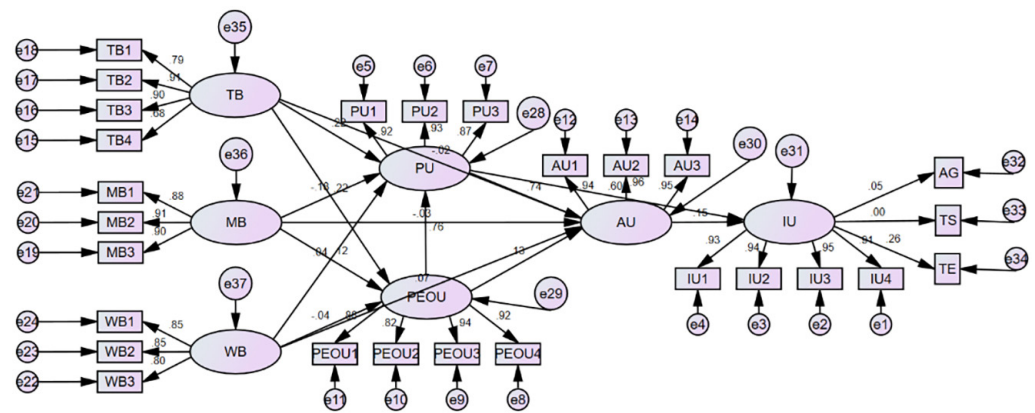 e35
e18 TB1 .79
e17 TB2 .91
e16 TB3 .90
e15 TB4 .68
TB
e5 e6 e7
PU1 PU2 PU3
.92 .93 .87
e28
PU
.22 -.02
e12 e13 e14
AU1 AU2 AU3
.94 .60 .96 .95
e30
AU
.74
e31
IU
.15
e32 AG .05
e33 TS .00
e34 TE .26
.93 .94 .95 .91
IU1 IU2 IU3 IU4
e4 e3 e2 e1
e36
e21 MB1 .88
e20 MB2 .91
e19 MB3 .90
MB
-.18 .22
-.03
.76
.04 .12
.13
.07
e37
e24 WB1 .85
e23 WB2 .85
e22 WB3 .80
WB
-.04
PEOU
e29
.82 .94 .92
PEOU1 PEOU2 PEOU3 PEOU4
e11 e10 e9 e8